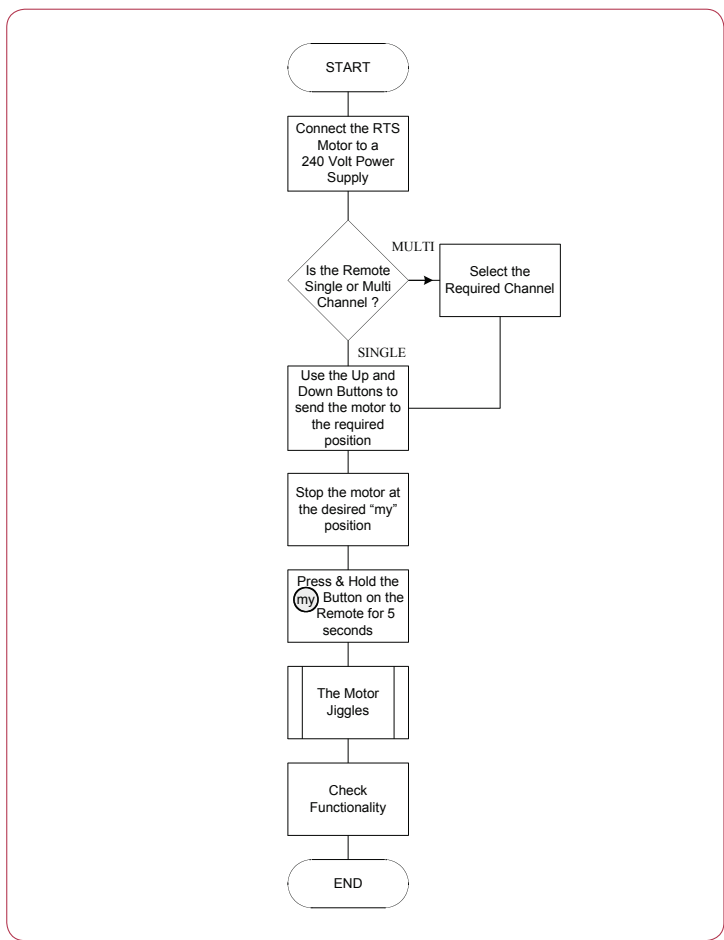 START
Connect the RTS
Motor to a
240 Volt Power
Supply
Is the Remote
Single or Multi
Channel ?
MULTI
Select the
Required Channel
SINGLE
Use the Up and
Down Buttons to
send the motor to
the required
position
Stop the motor at
the desired “my”
position
Press & Hold the
my Button on the
Remote for 5
seconds
The Motor
Jiggles
Check
Functionality
END